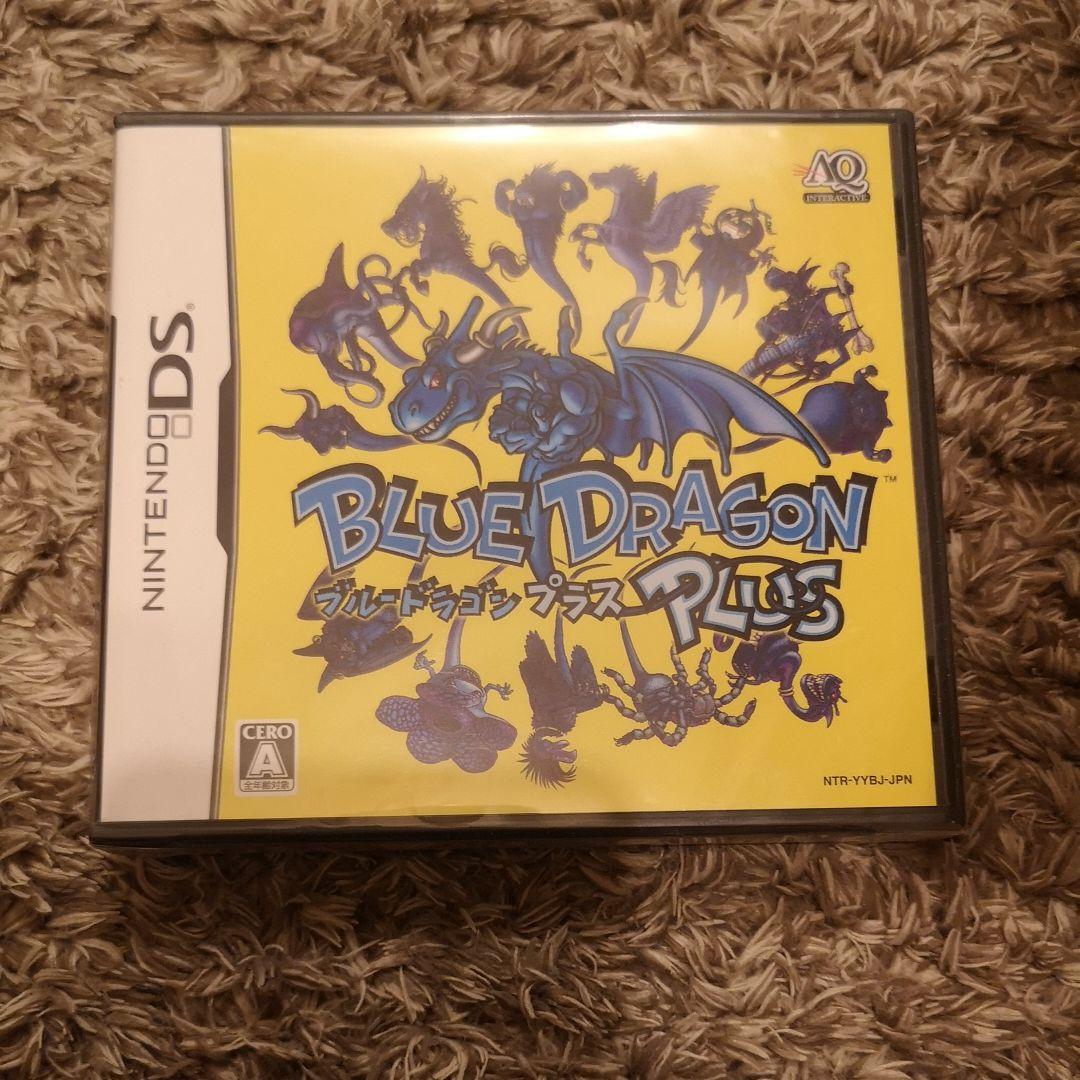 NINTENDO DS®
AQ
INTERACTIVE
BLUE DRAGON™
ブルードラゴン プラス PLUS
CERO
A
全年齢対象
NTR-YYBJ-JPN